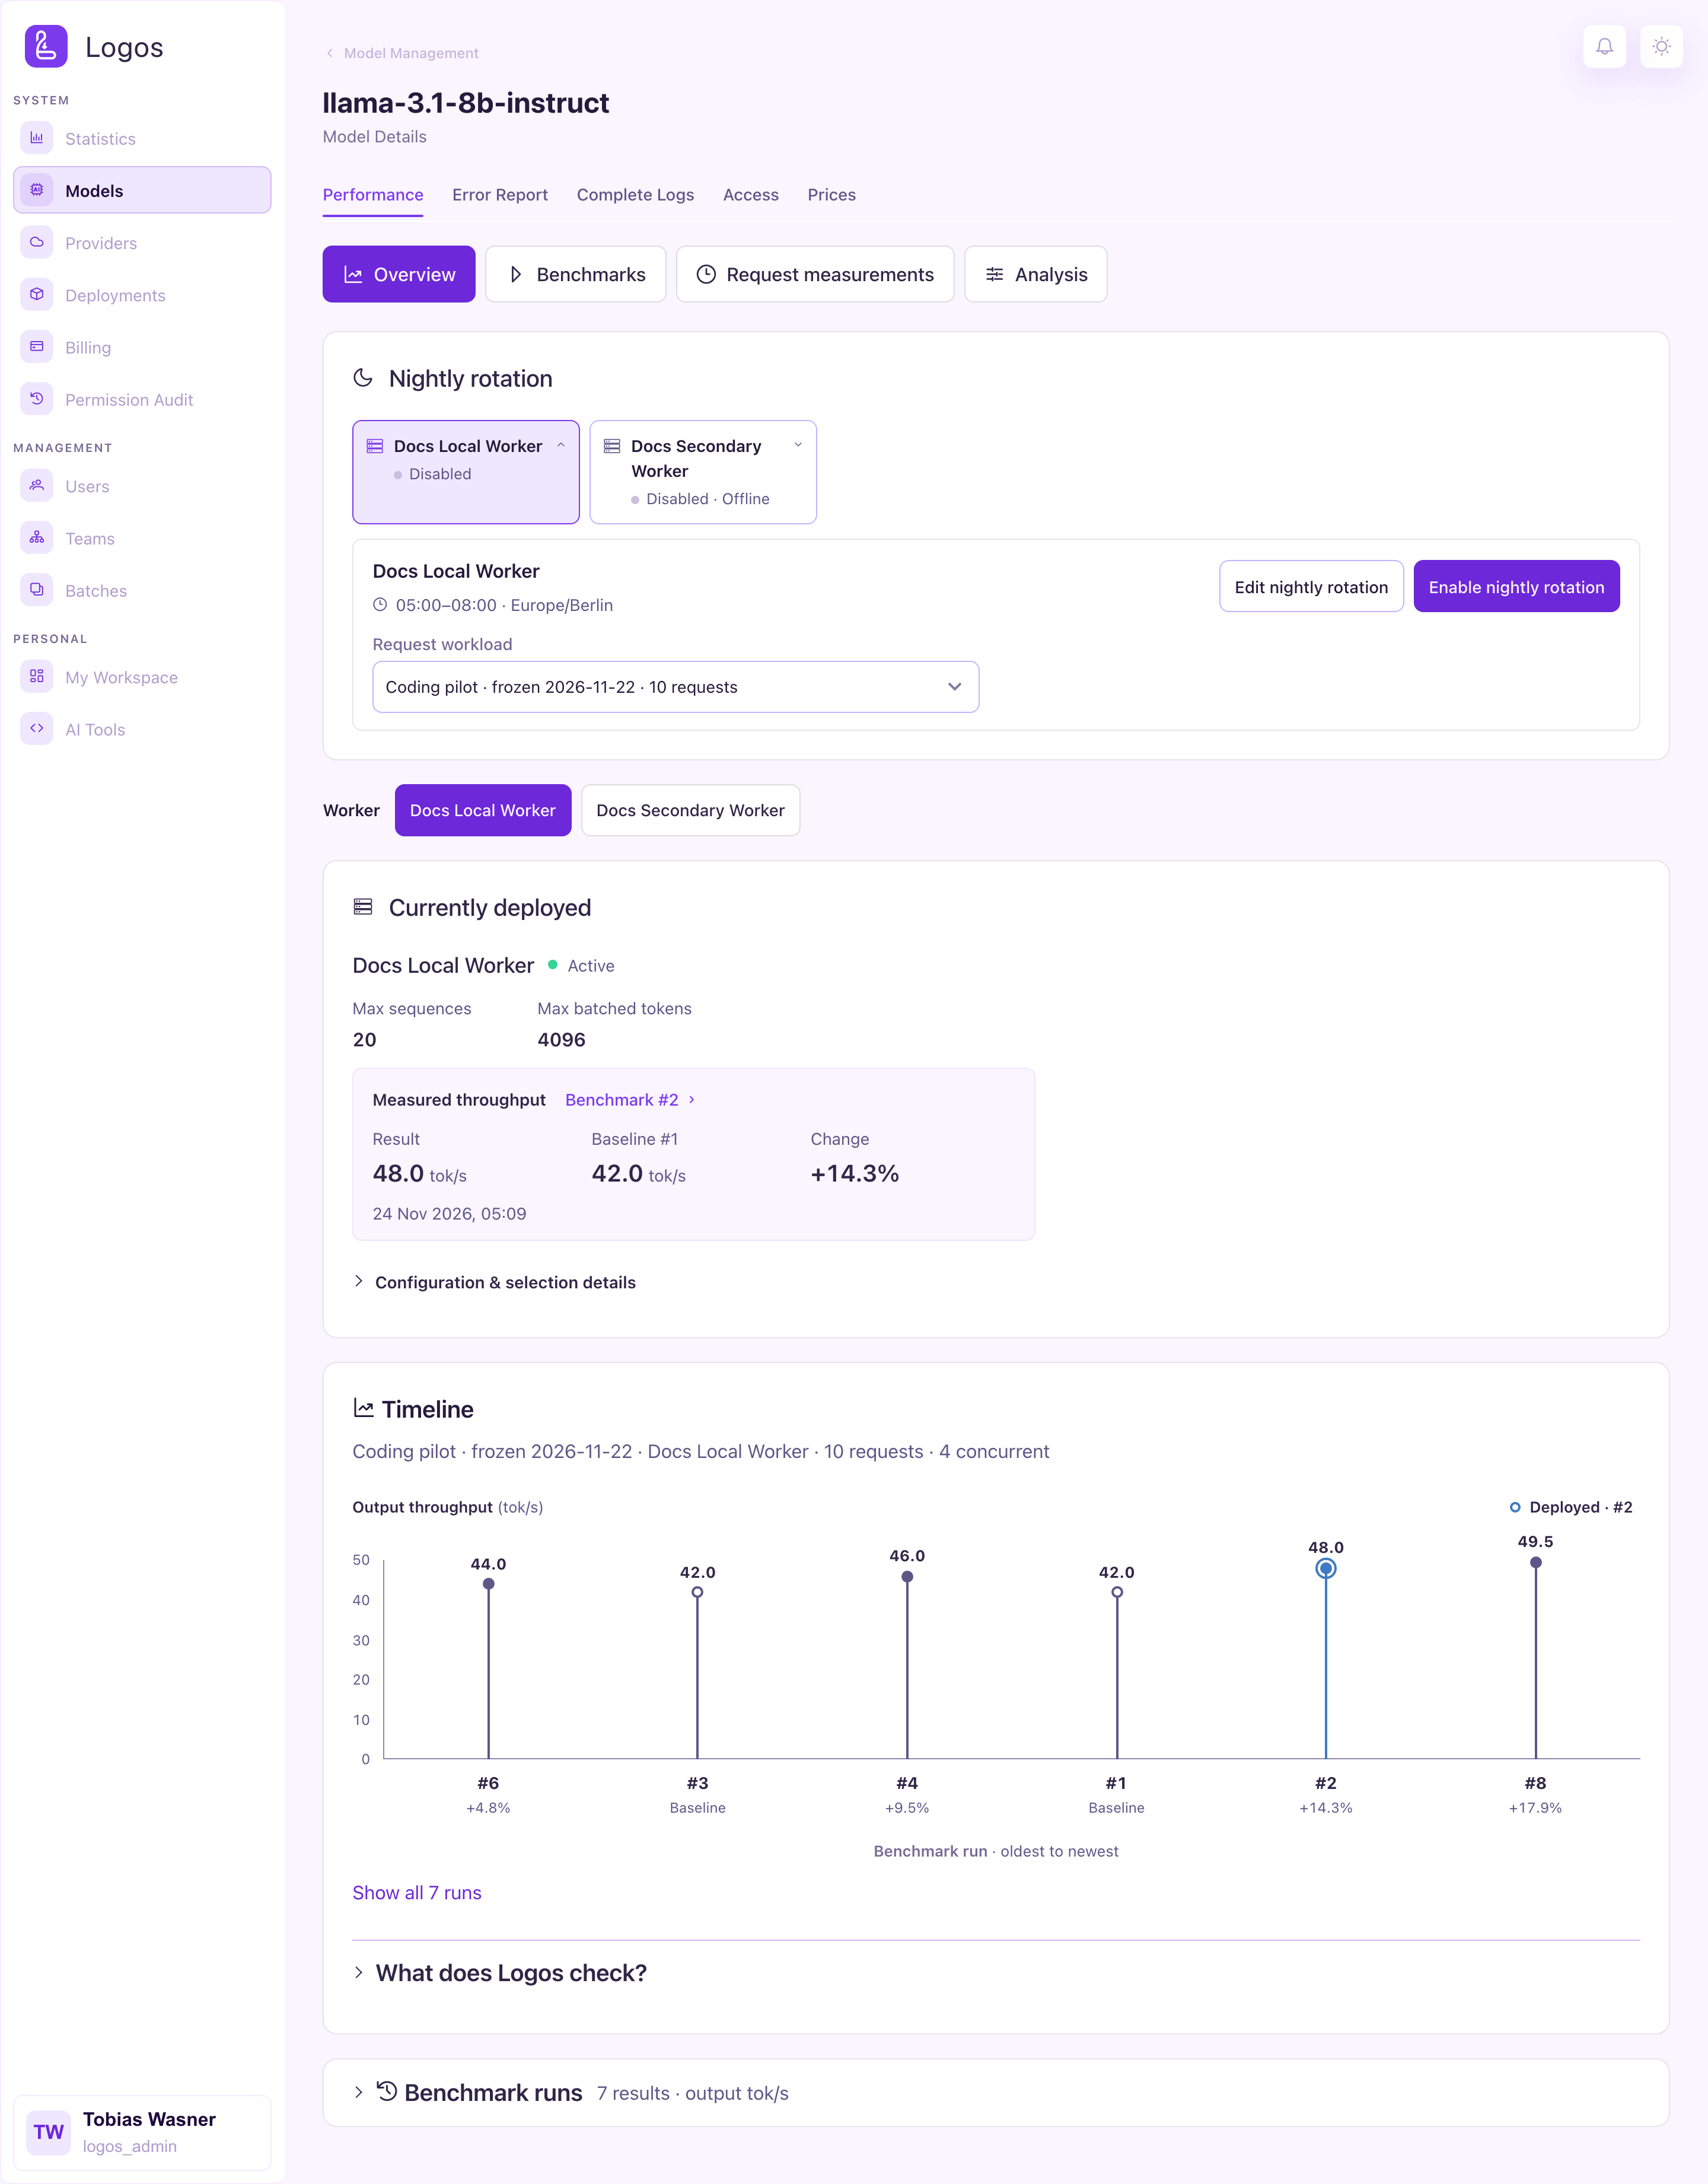 Logos
SYSTEM
Statistics
Models
Providers
Deployments
Billing
Permission Audit
MANAGEMENT
Users
Teams
Batches
PERSONAL
My Workspace
AI Tools
TW
Tobias Wasner
logos_admin
Model Management
llama-3.1-8b-instruct
Model Details
Performance Error Report Complete Logs Access Prices
Overview Benchmarks Request measurements Analysis
Nightly rotation
Docs Local Worker
Disabled
Docs Secondary
Worker
Disabled · Offline
Docs Local Worker
05:00–08:00 · Europe/Berlin
Edit nightly rotation Enable nightly rotation
Request workload
Coding pilot · frozen 2026-11-22 · 10 requests
Worker Docs Local Worker Docs Secondary Worker
Currently deployed
Docs Local Worker Active
Max sequences Max batched tokens
20 4096
Measured throughput Benchmark #2
Result Baseline #1 Change
48.0 tok/s 42.0 tok/s +14.3%
24 Nov 2026, 05:09
Configuration & selection details
Timeline
Coding pilot · frozen 2026-11-22 · Docs Local Worker · 10 requests · 4 concurrent
Output throughput (tok/s) Deployed · #2
50
40
30
20
10
0
44.0 42.0 46.0 42.0 48.0 49.5
#6 #3 #4 #1 #2 #8
+4.8% Baseline +9.5% Baseline +14.3% +17.9%
Benchmark run · oldest to newest
Show all 7 runs
What does Logos check?
Benchmark runs 7 results · output tok/s